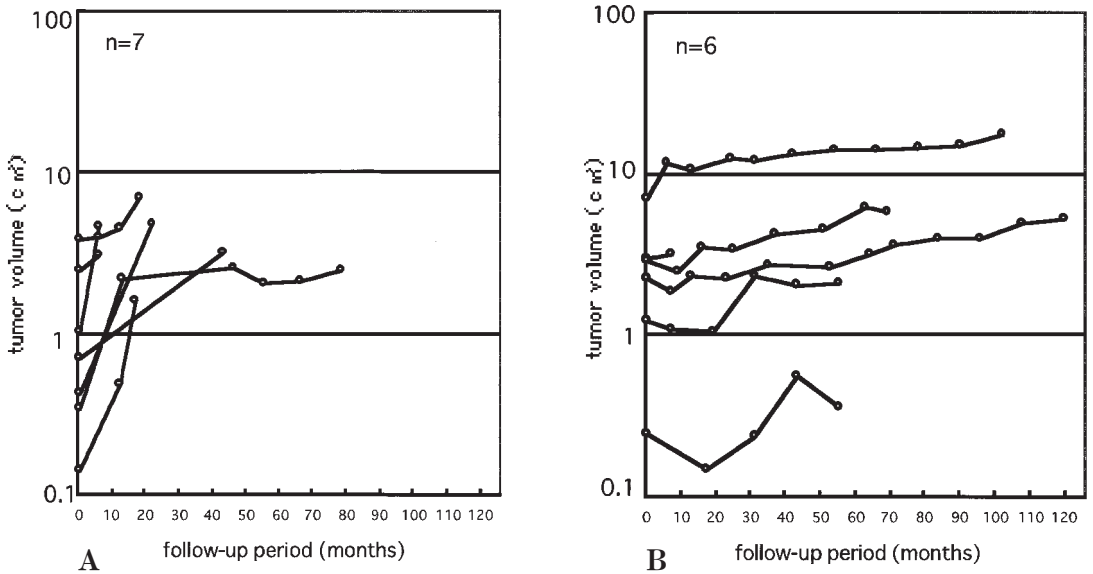 100
n=7
10
1
0.1
tumor volume ( c ㎥)
0 10 20 30 40 50 60 70 80 90 100 110 120
follow-up period (months)
A
100
n=6
10
1
0.1
tumor volume ( c ㎥)
0 10 20 30 40 50 60 70 80 90 100 110 120
follow-up period (months)
B